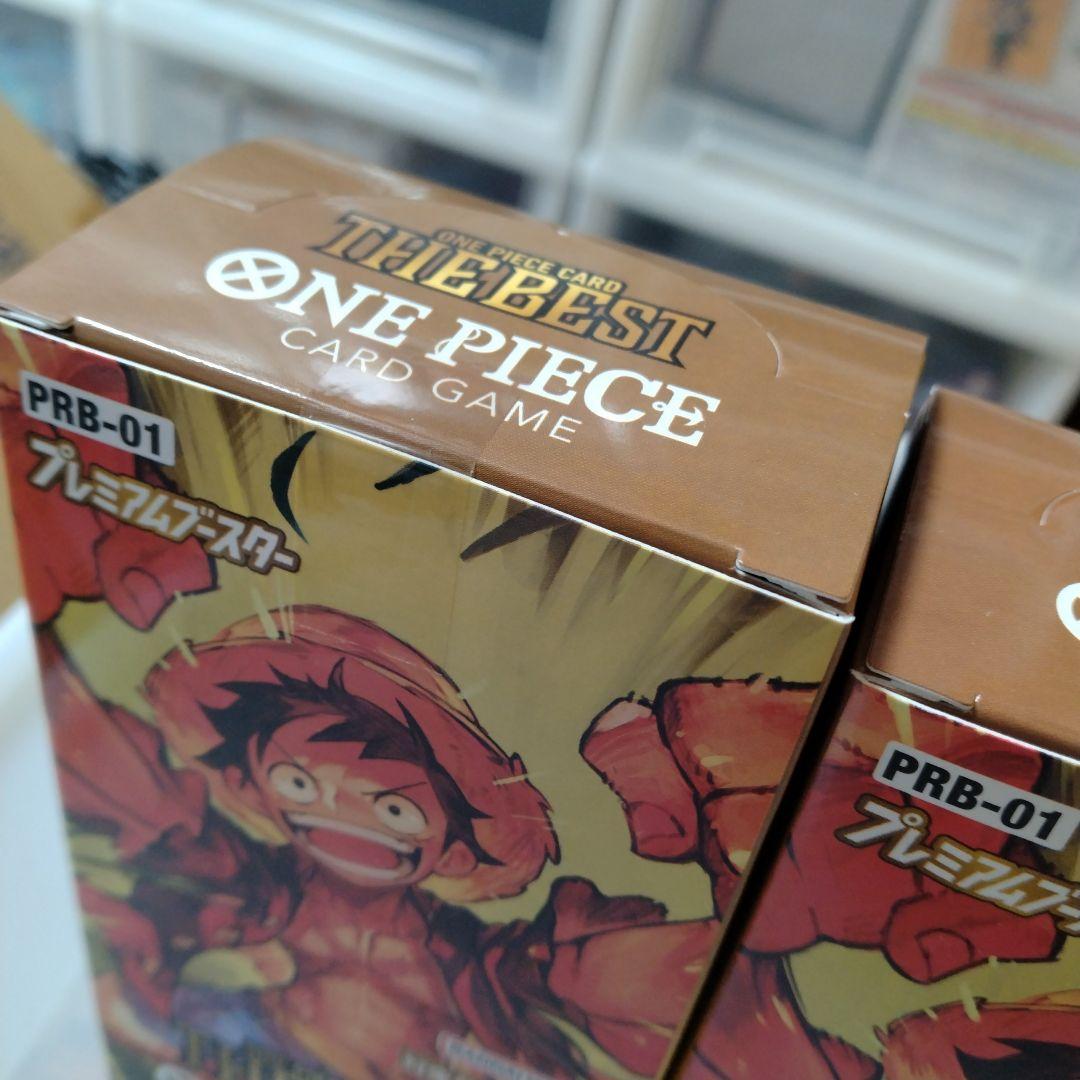 ONE PIECE CARD
THE BEST
ONE PIECE
CARD GAME
PRB-01
プレミアムブースター
PRB-01
プレミアムブー